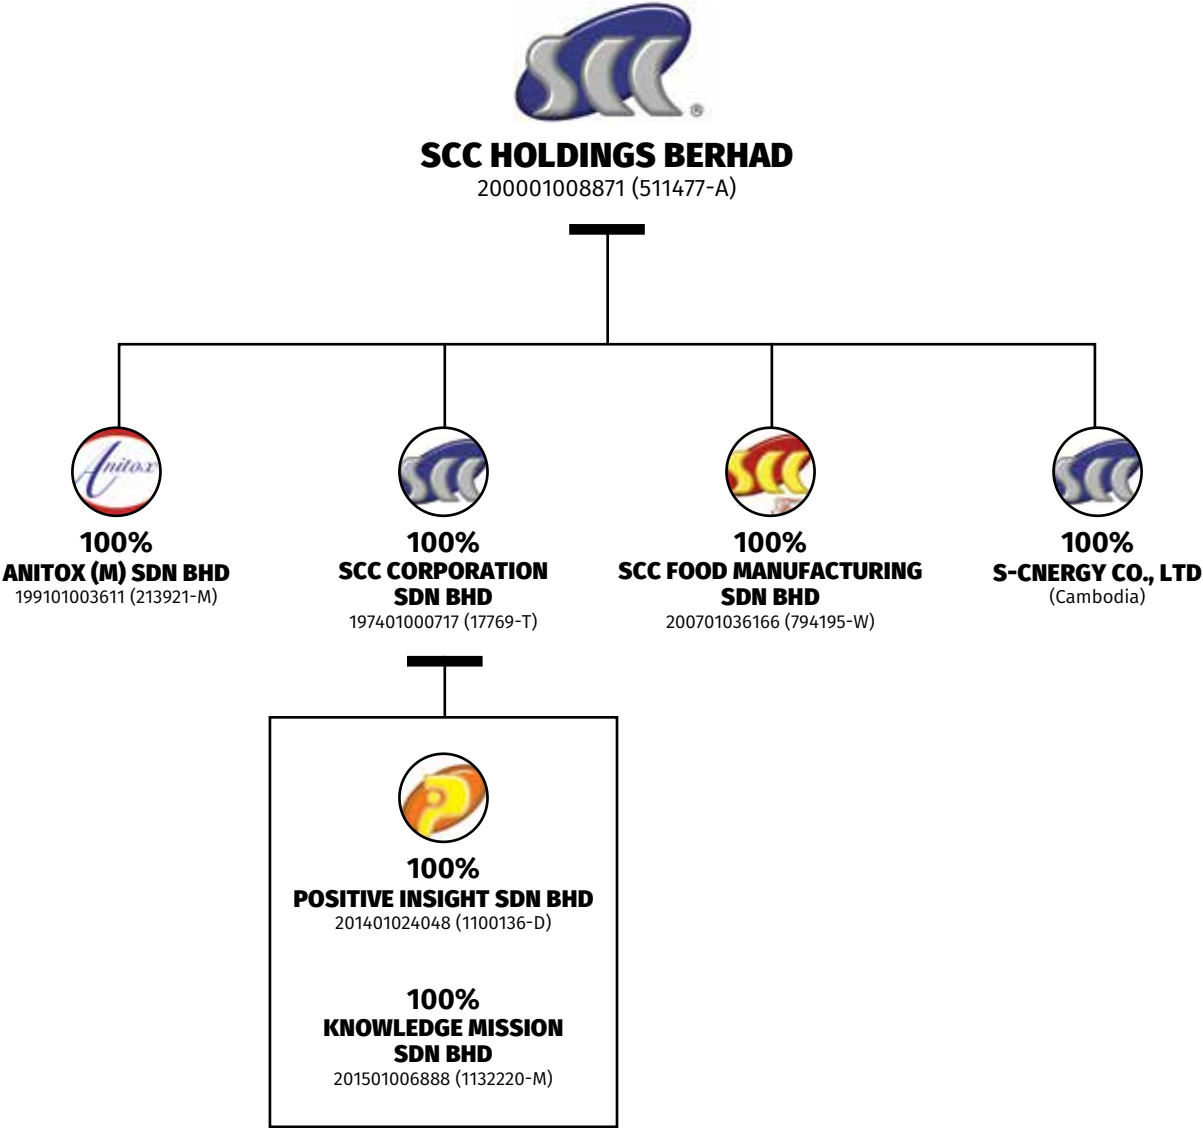 SCC ®
SCC HOLDINGS BERHAD
200001008871 (511477-A)
Anitox
100%
ANITOX (M) SDN BHD
199101003611 (213921-M)
SCC
100%
SCC CORPORATION
SDN BHD
197401000717 (17769-T)
SCC
100%
SCC FOOD MANUFACTURING
SDN BHD
200701036166 (794195-W)
SCC
100%
S-CNERGY CO., LTD
(Cambodia)
P
100%
POSITIVE INSIGHT SDN BHD
201401024048 (1100136-D)
100%
KNOWLEDGE MISSION
SDN BHD
201501006888 (1132220-M)